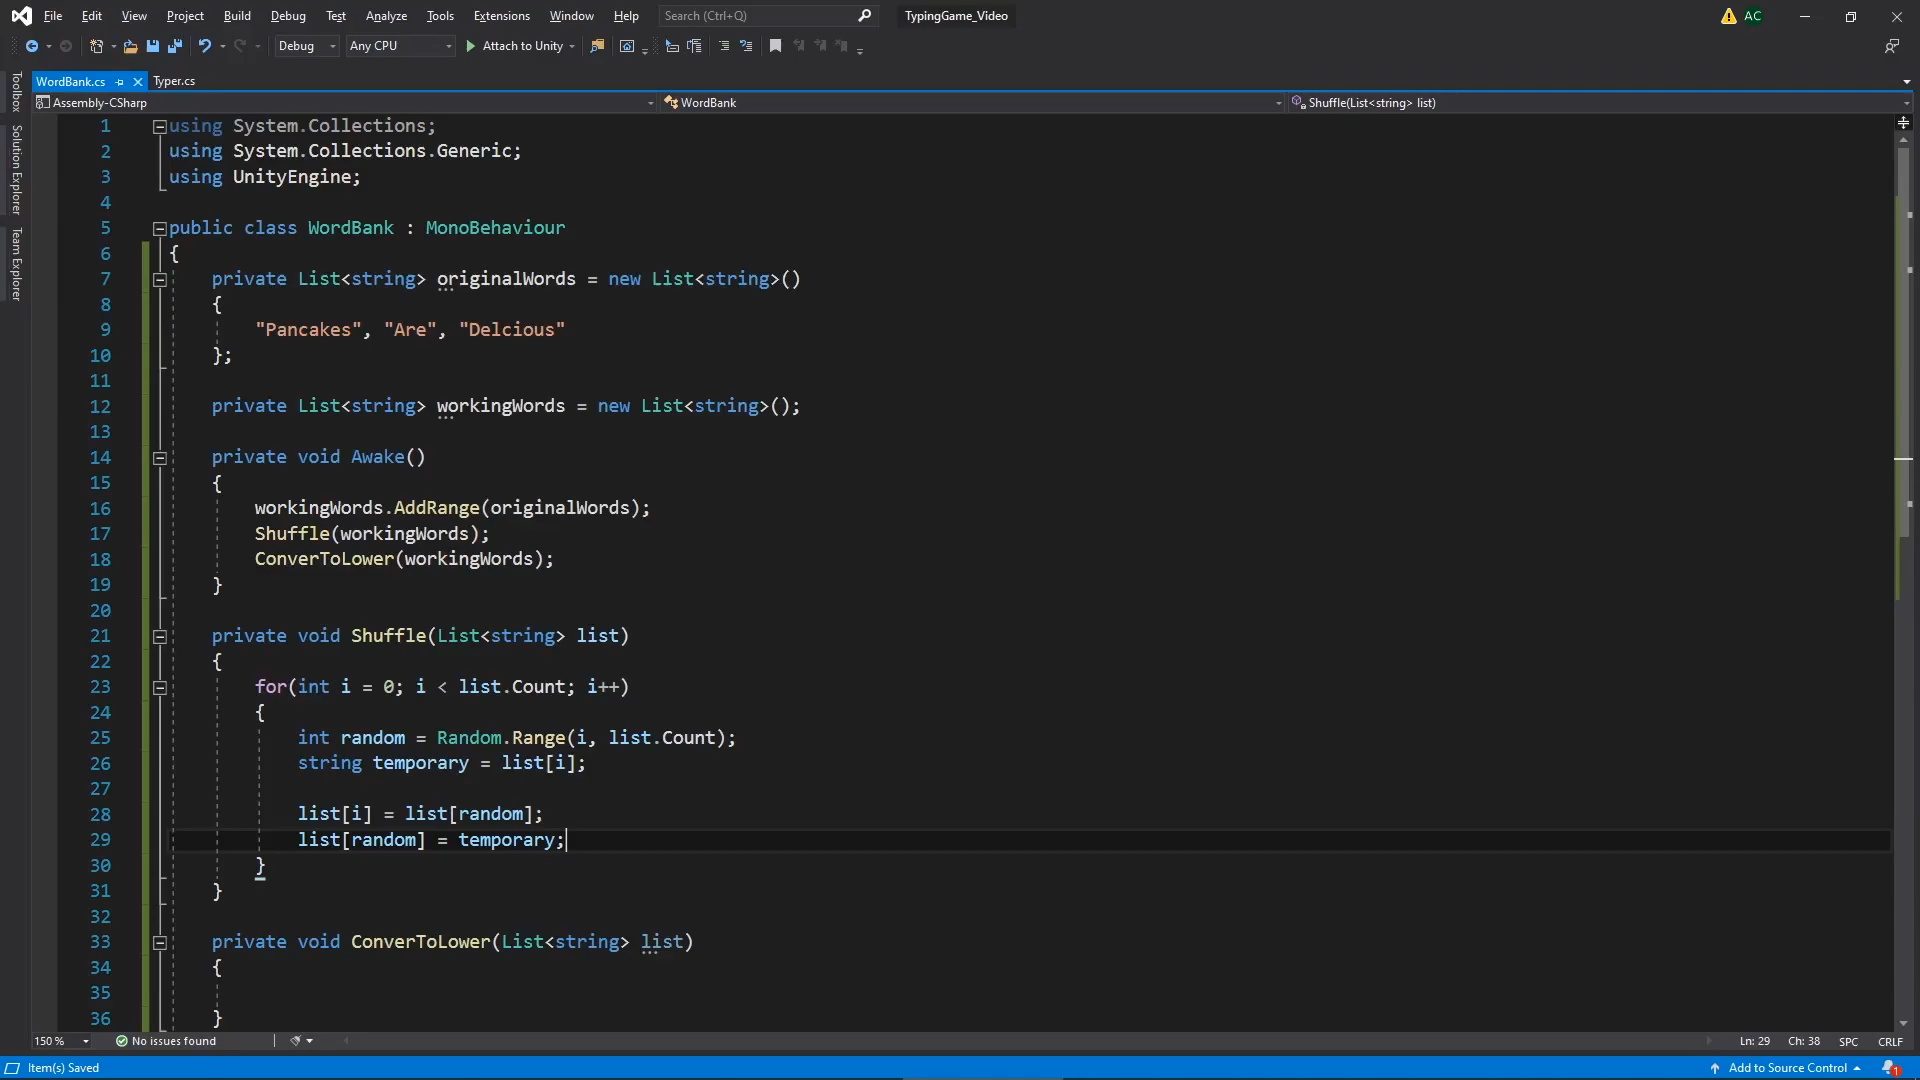 File Edit View Project Build Debug Test Analyze Tools Extensions Window Help Search (Ctrl+Q) TypingGame_Video AC
Debug Any CPU Attach to Unity
WordBank.cs Typer.cs
Assembly-CSharp WordBank Shuffle(List<string> list)
Toolbox
Solution Explorer
Team Explorer
1 using System.Collections;
2 using System.Collections.Generic;
3 using UnityEngine;
4
5 public class WordBank : MonoBehaviour
6 {
7 private List<string> originalWords = new List<string>()
8 {
9 "Pancakes", "Are", "Delcious"
10 };
11
12 private List<string> workingWords = new List<string>();
13
14 private void Awake()
15 {
16 workingWords.AddRange(originalWords);
17 Shuffle(workingWords);
18 ConverToLower(workingWords);
19 }
20
21 private void Shuffle(List<string> list)
22 {
23 for(int i = 0; i < list.Count; i++)
24 {
25 int random = Random.Range(i, list.Count);
26 string temporary = list[i];
27
28 list[i] = list[random];
29 list[random] = temporary;
30 }
31 }
32
33 private void ConverToLower(List<string> list)
34 {
35
36 }
150 % No issues found Ln: 29 Ch: 38 SPC CRLF
Item(s) Saved Add to Source Control 1